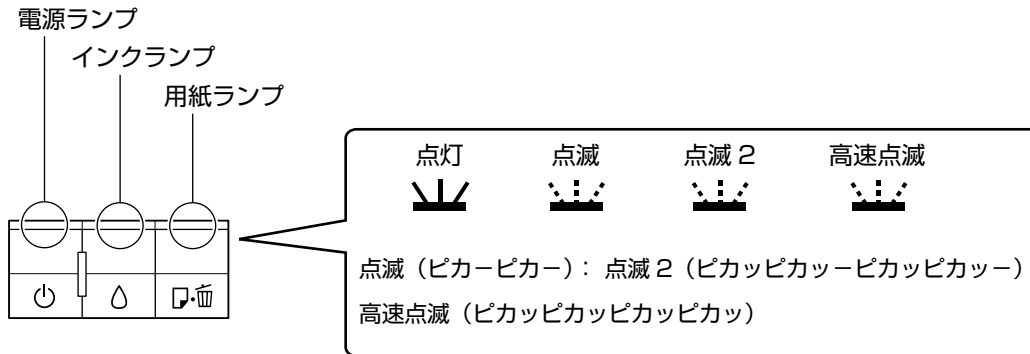 電源ランプ
インクランプ
用紙ランプ
点灯 点滅 点滅2 高速点滅
点滅（ピカーピカー）： 点滅2（ピカッピカッーピカッピカッー）
高速点滅（ピカッピカッピカッピカッ）